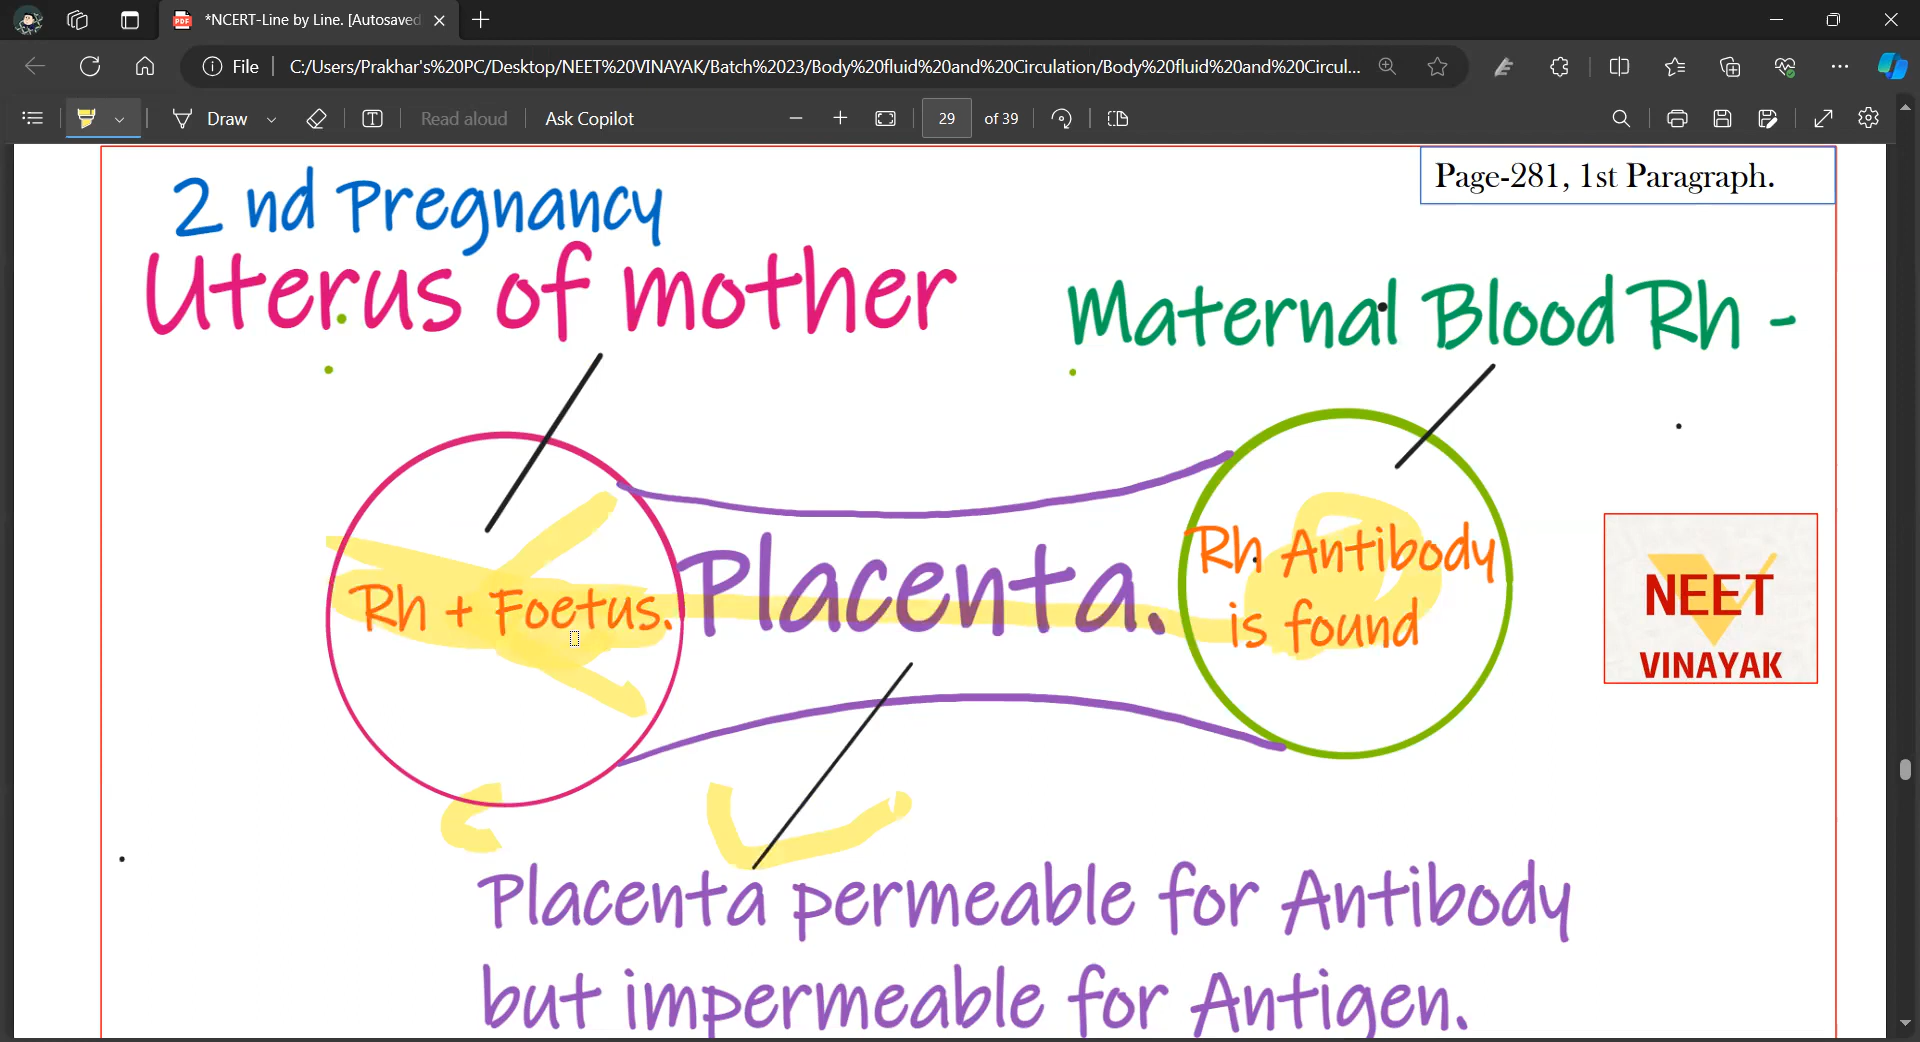 *NCERT-Line by Line. [Autosaved
File
C:/Users/Prakhar's%20PC/Desktop/NEET%20VINAYAK/Batch%2023/Body%20fluid%20and%20Circulation/Body%20fluid%20and%20Circul...
Draw
Read aloud
Ask Copilot
29
of 39
Page-281, 1st Paragraph.
2 nd Pregnancy
Uterus of mother
Maternal Blood Rh -
Rh + Foetus.
Placenta.
Rh Antibody
is found
NEET
VINAYAK
Placenta permeable for Antibody
but impermeable for Antigen.